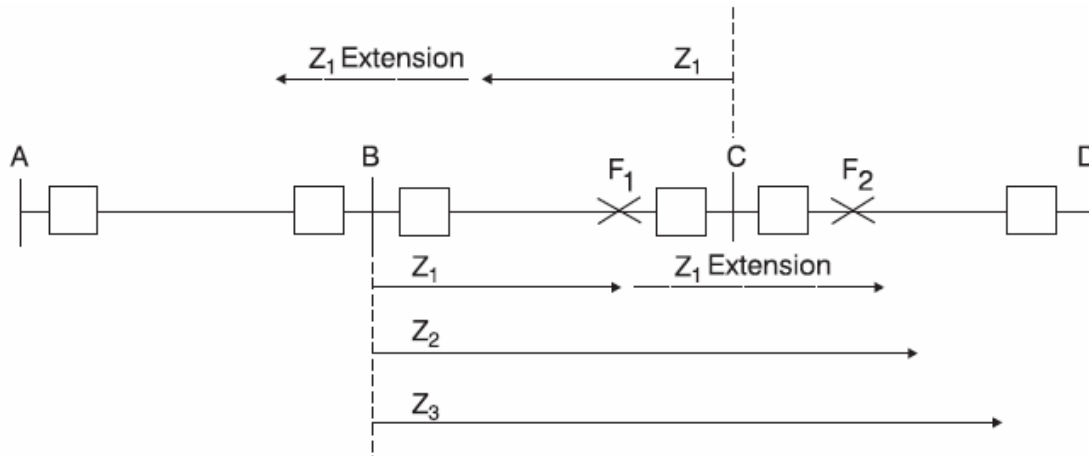 Z1 Extension Z1
A B F1 C F2 D
Z1 Z1 Extension
Z2
Z3